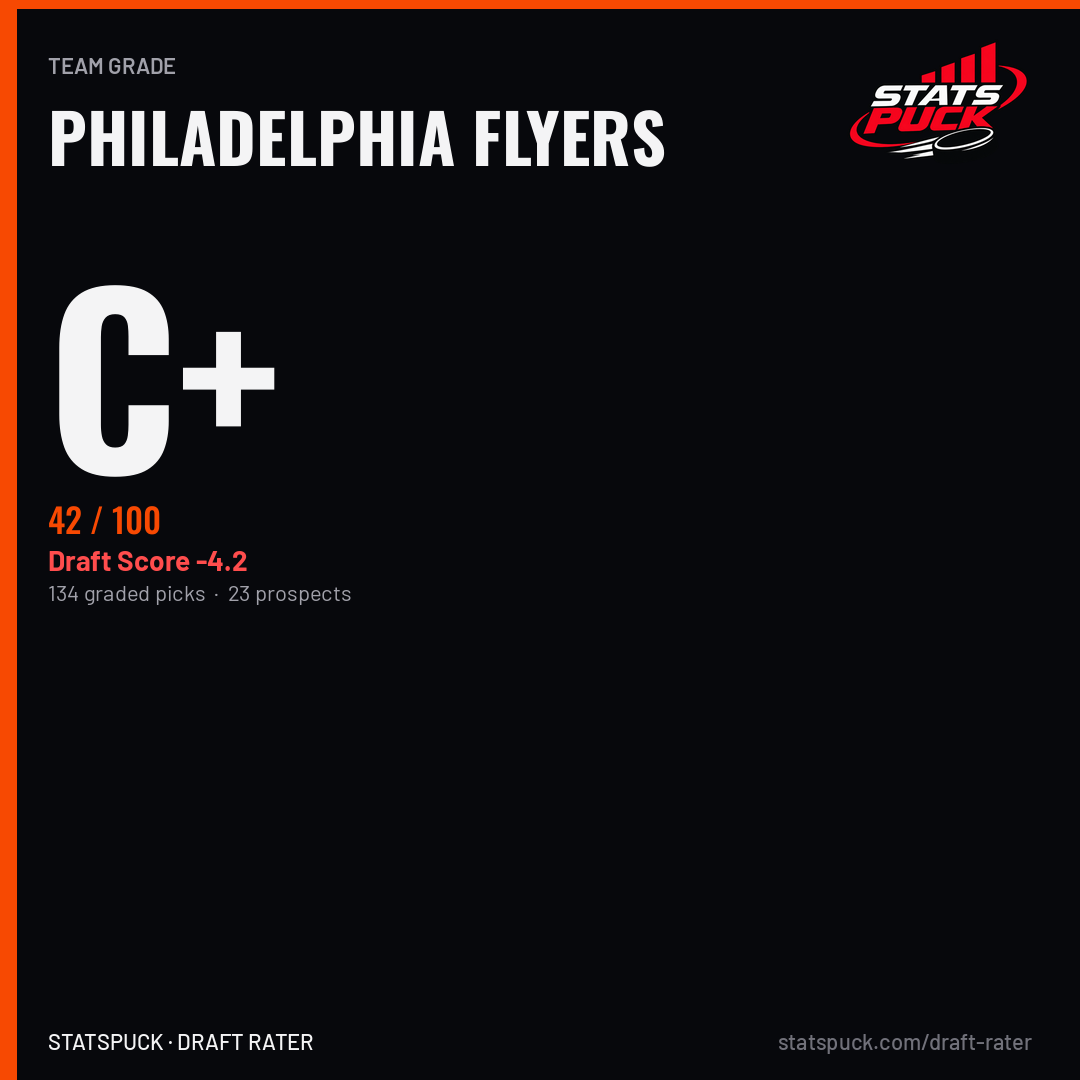 TEAM GRADE
PHILADELPHIA FLYERS
STATS
PUCK
C+
42 / 100
Draft Score -4.2
134 graded picks · 23 prospects
STATSPUCK · DRAFT RATER
statspuck.com/draft-rater